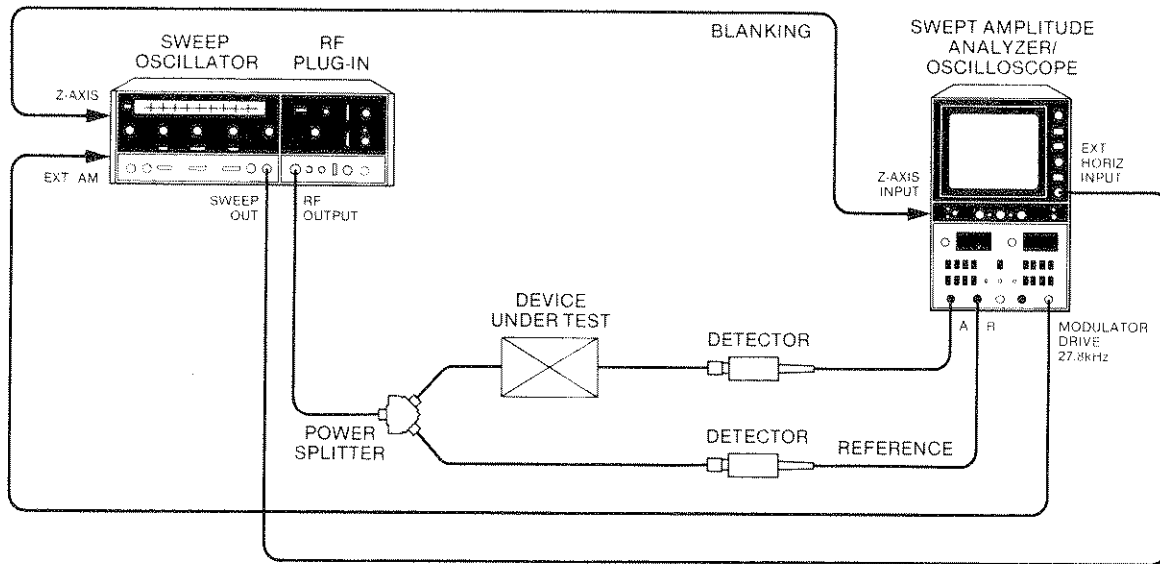 BLANKING
SWEEP
OSCILLATOR
RF
PLUG-IN
SWEPT AMPLITUDE
ANALYZER/
OSCILLOSCOPE
Z-AXIS
EXT AM
SWEEP
OUT
RF
OUTPUT
Z-AXIS
INPUT
EXT
HORIZ
INPUT
DEVICE
UNDER TEST
DETECTOR
A
R
MODULATOR
DRIVE
27.8kHz
POWER
SPLITTER
DETECTOR
REFERENCE